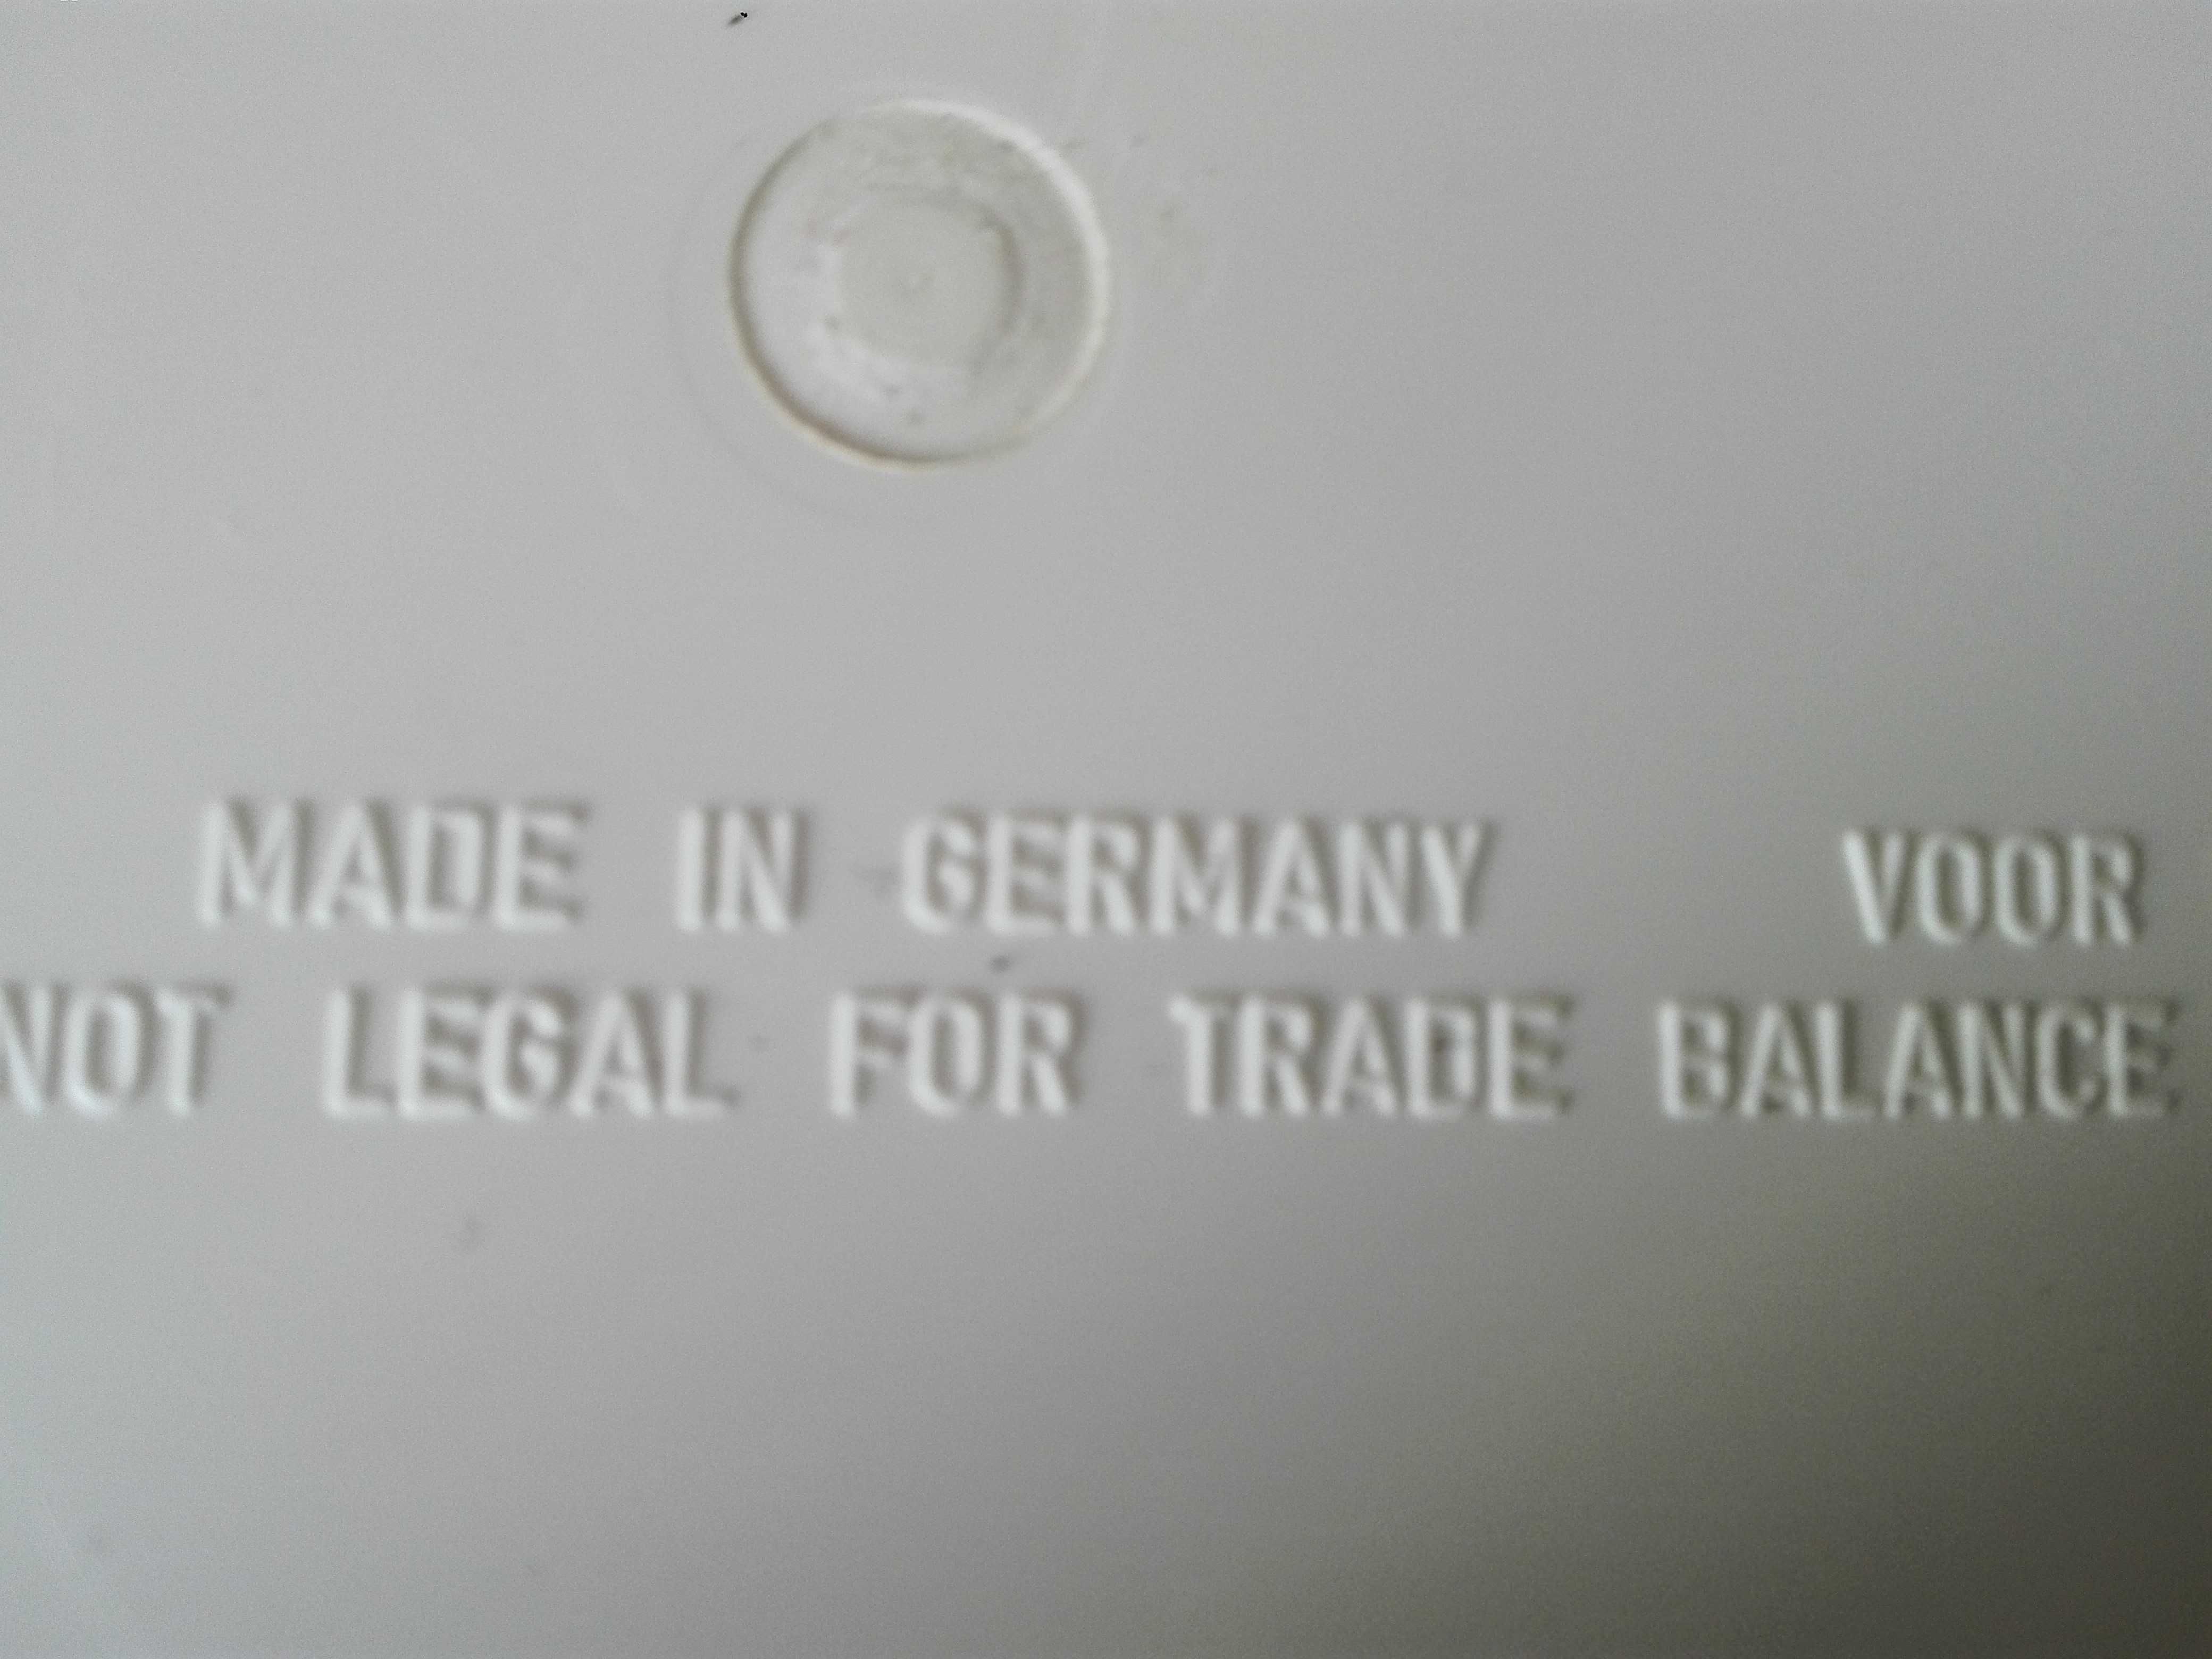 MADE IN GERMANY VOOR
NOT LEGAL FOR TRADE BALANCE